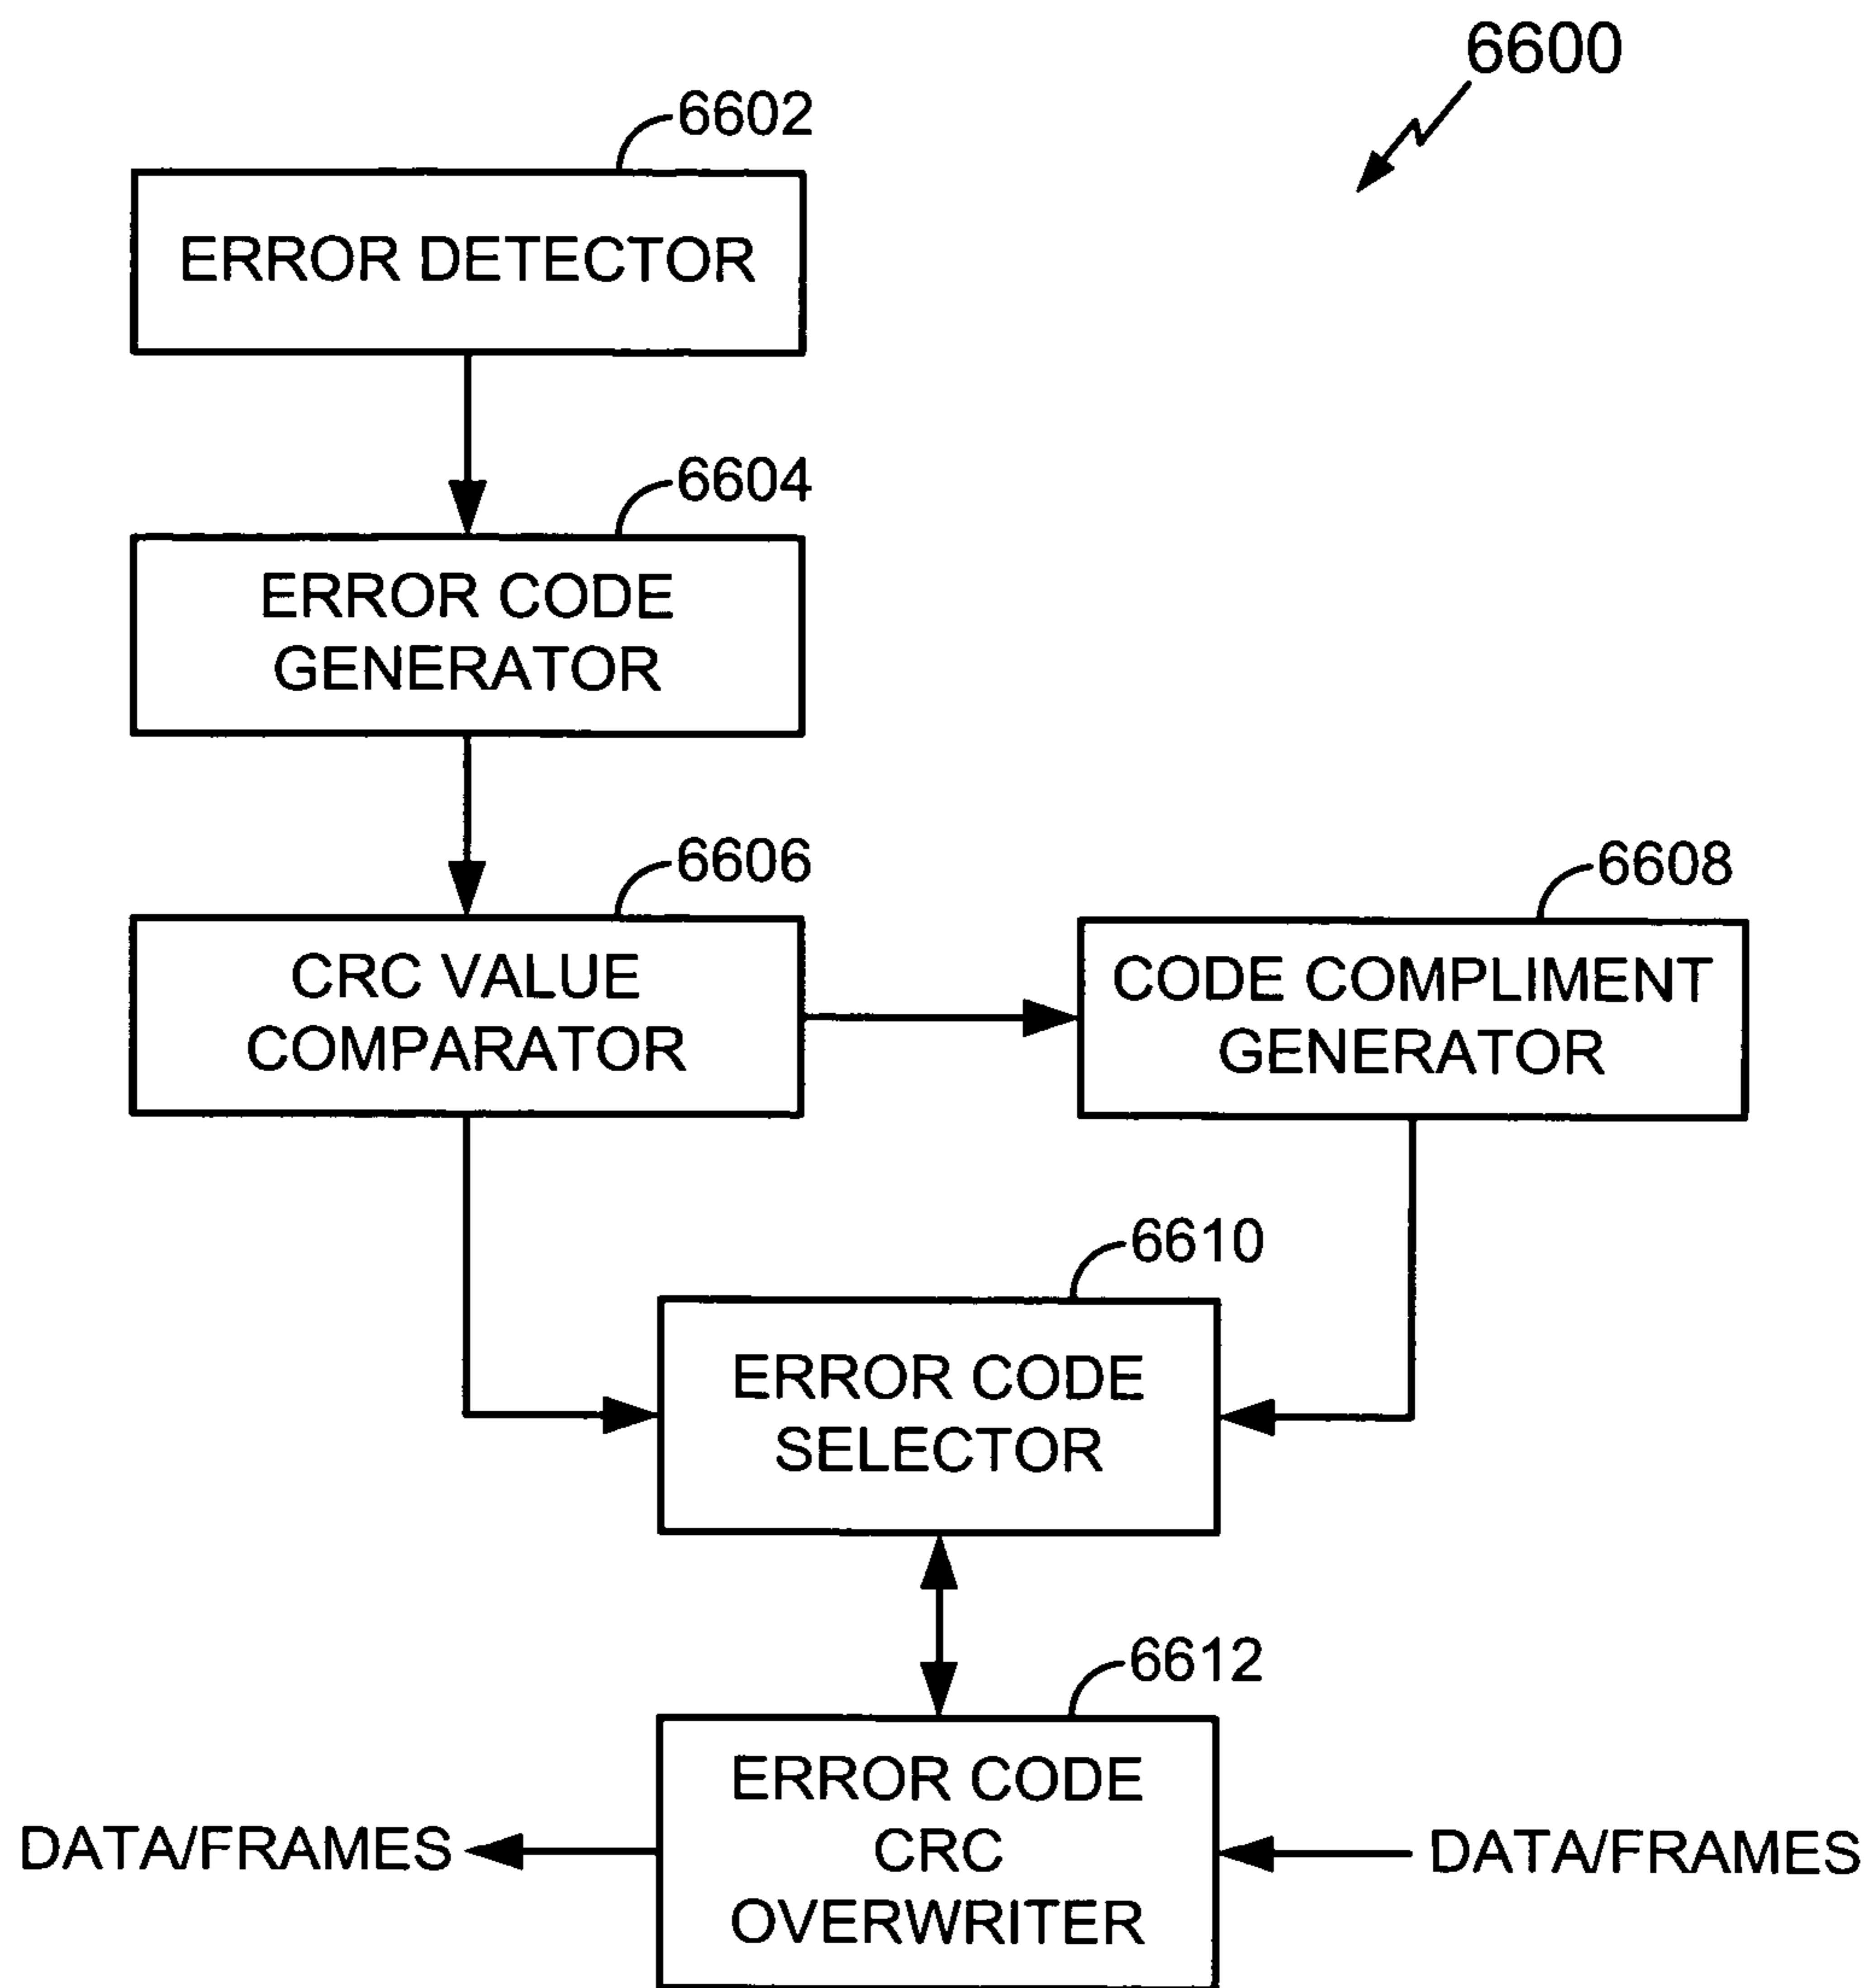 6600
6602
ERROR DETECTOR
6604
ERROR CODE
GENERATOR
6606
CRC VALUE
COMPARATOR
6608
CODE COMPLIMENT
GENERATOR
6610
ERROR CODE
SELECTOR
6612
ERROR CODE
CRC
OVERWRITER
DATA/FRAMES
DATA/FRAMES